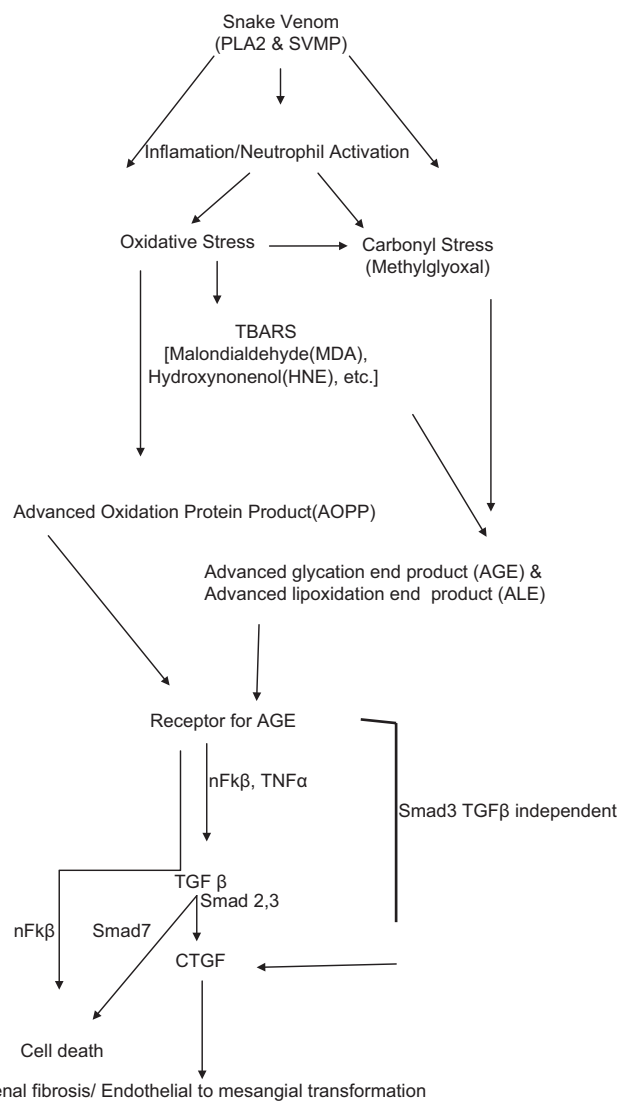 Snake Venom
(PLA2 & SVMP)
Inflamation/Neutrophil Activation
Oxidative Stress
Carbonyl Stress
(Methylglyoxal)
TBARS
[Malondialdehyde(MDA),
Hydroxynonenol(HNE), etc.]
Advanced Oxidation Protein Product(AOPP)
Advanced glycation end product (AGE) &
Advanced lipoxidation end product (ALE)
Receptor for AGE
nFkβ, TNFα
Smad3 TGFβ independent
TGF β
Smad 2,3
nFkβ
Smad7
CTGF
Cell death
enal fibrosis/ Endothelial to mesangial transformation